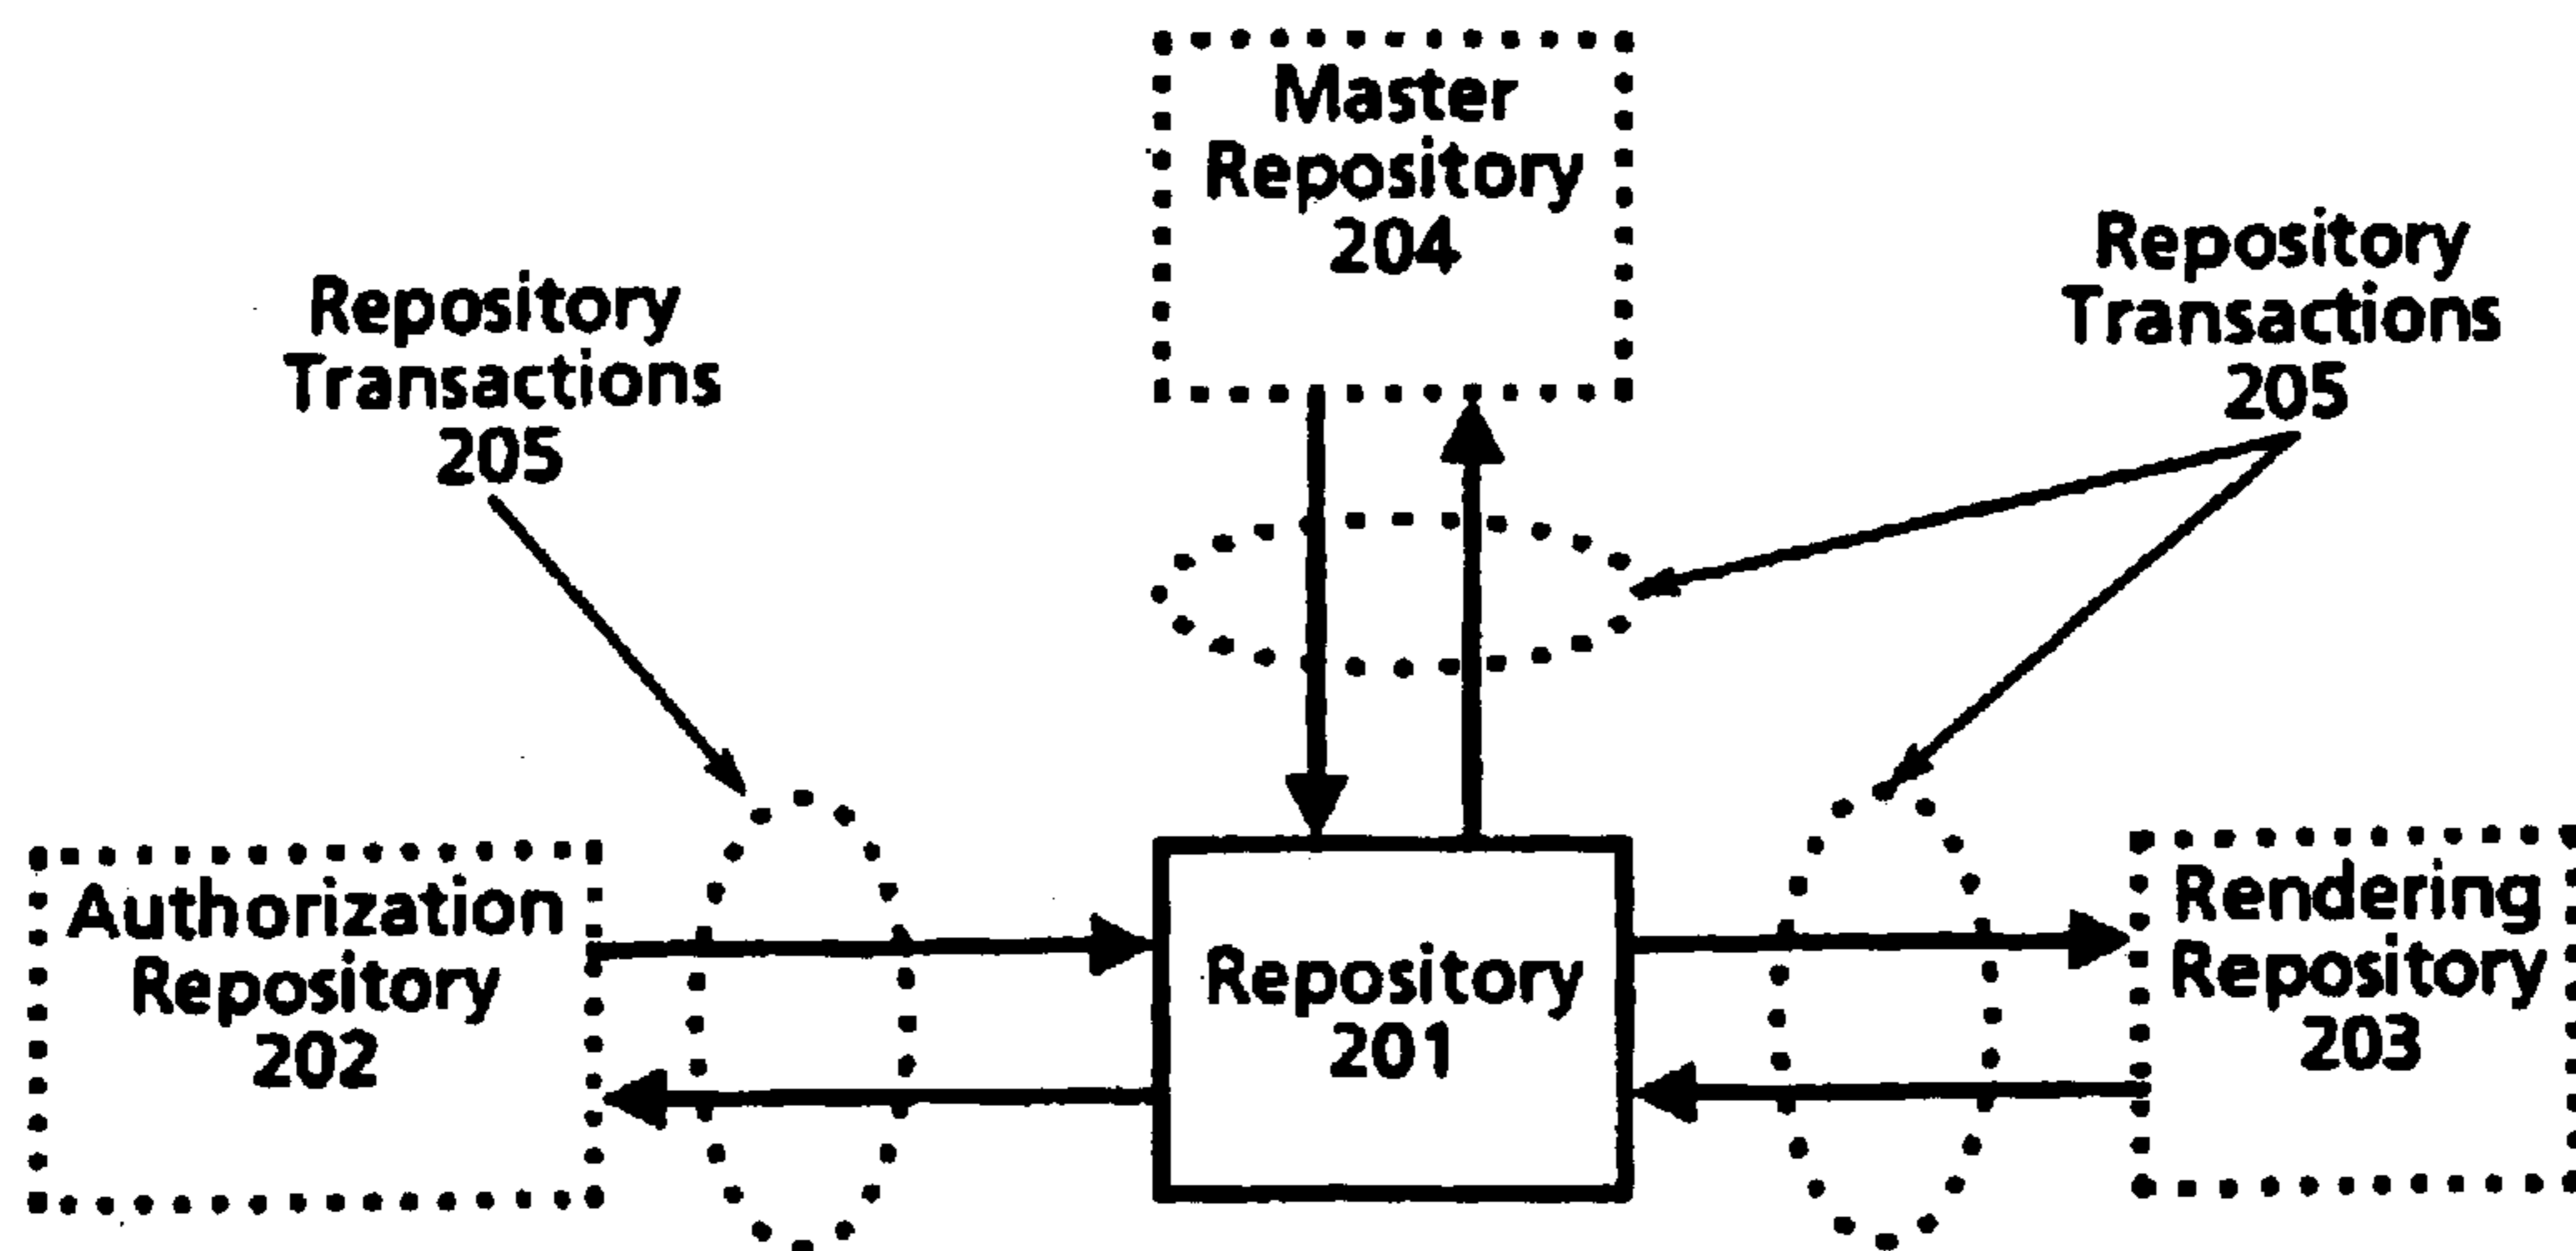 Master
Repository
204
Repository
Transactions
205
Repository
Transactions
205
Authorization
Repository
202
Repository
201
Rendering
Repository
203